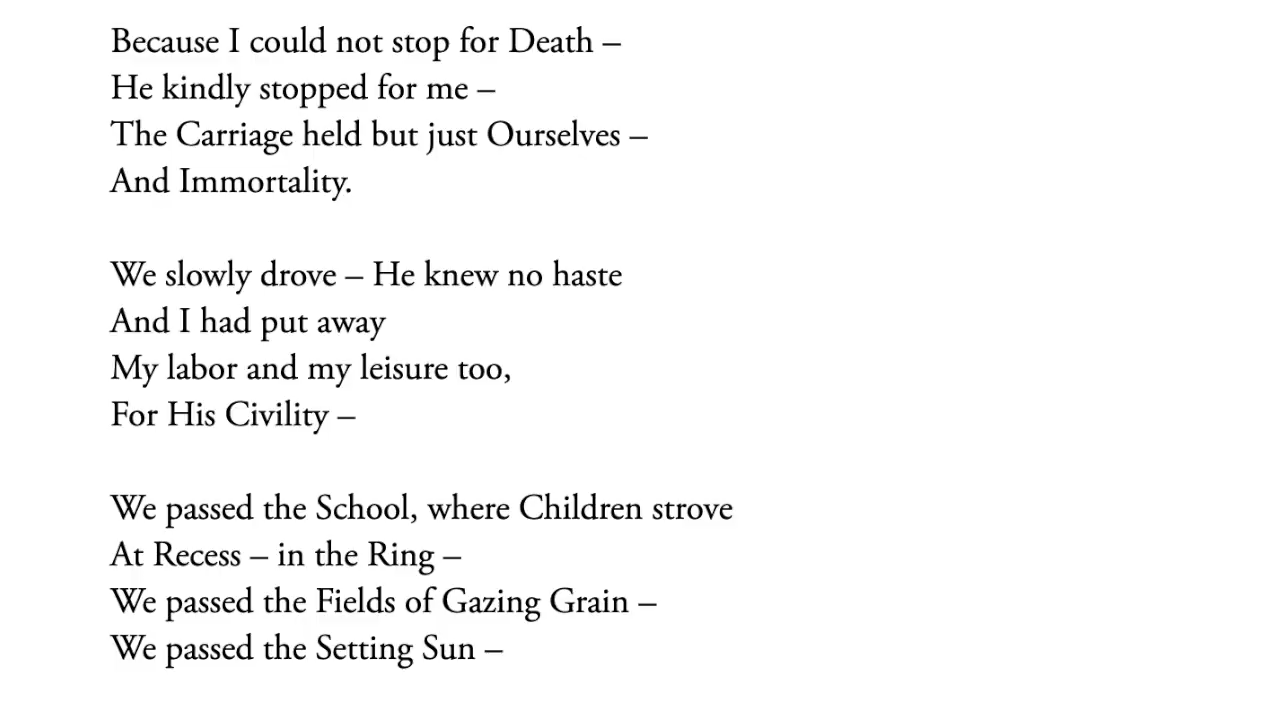 Because I could not stop for Death –
He kindly stopped for me –
The Carriage held but just Ourselves –
And Immortality.

We slowly drove – He knew no haste
And I had put away
My labor and my leisure too,
For His Civility –

We passed the School, where Children strove
At Recess – in the Ring –
We passed the Fields of Gazing Grain –
We passed the Setting Sun –